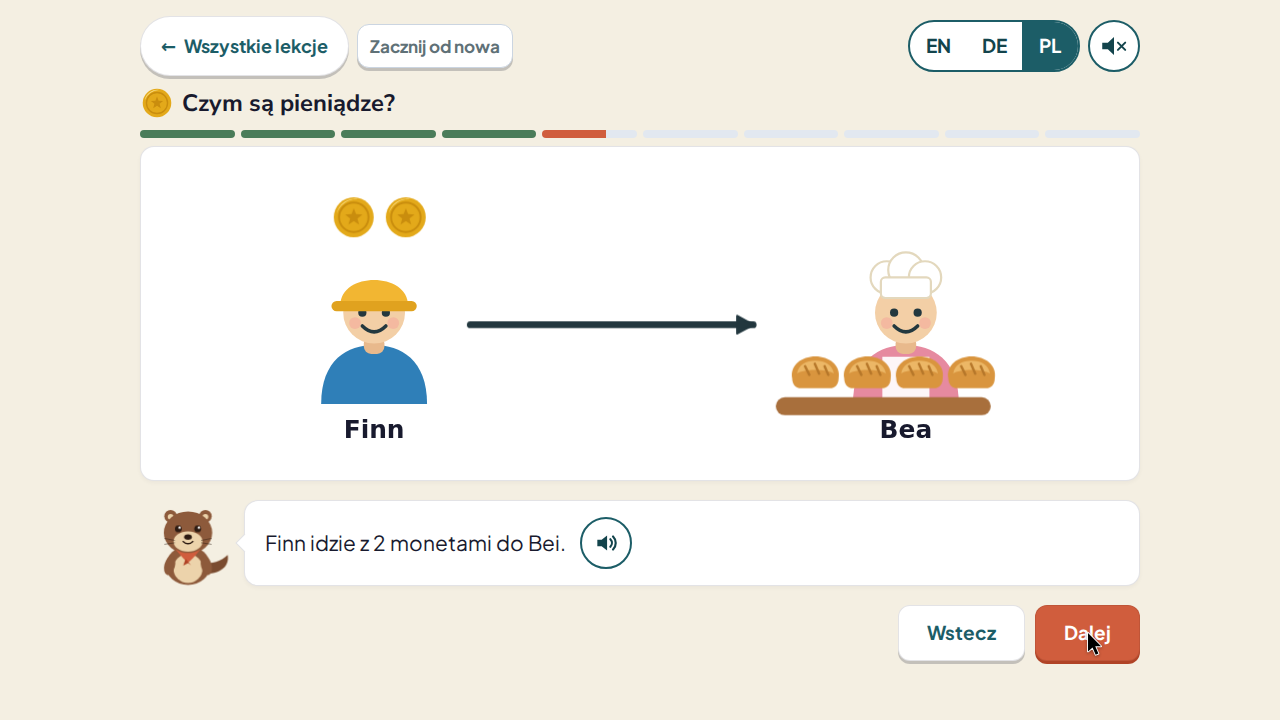 ← Wszystkie lekcje
Zacznij od nowa
EN DE PL
Czym są pieniądze?
Finn
Bea
Finn idzie z 2 monetami do Bei.
Wstecz
Dalej